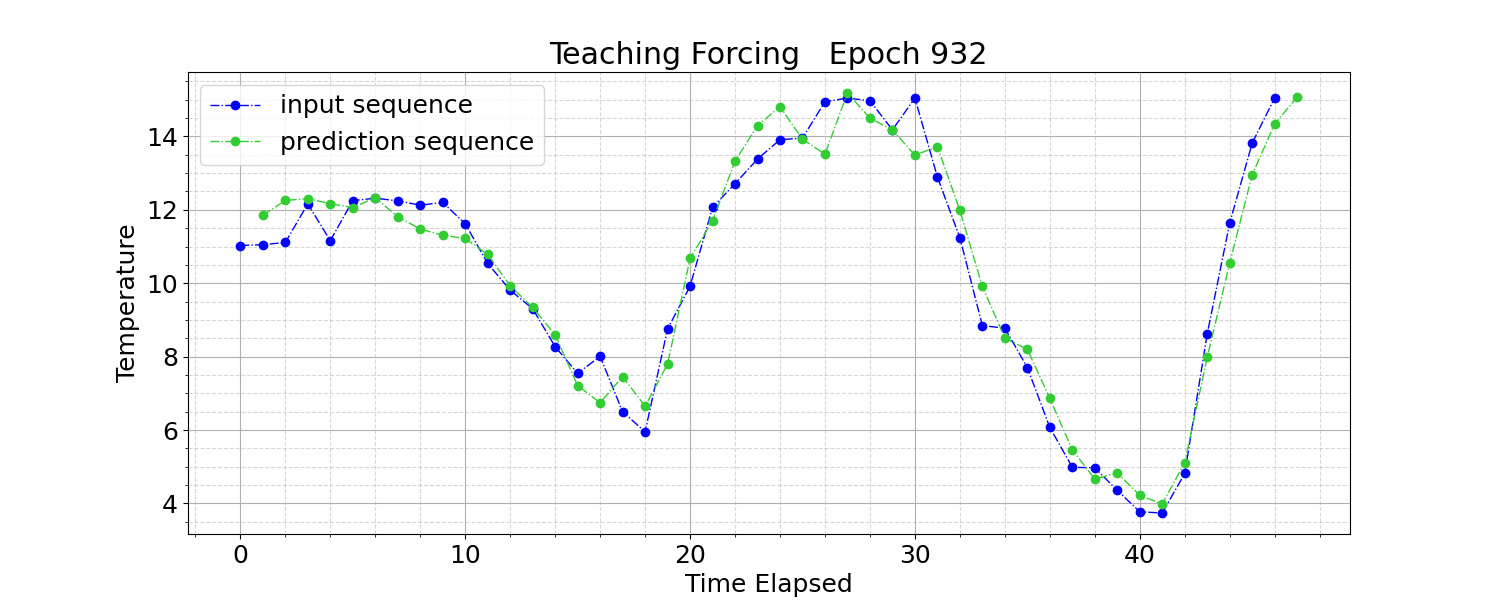 Teaching Forcing   Epoch 932
input sequence
prediction sequence
Temperature
14
12
10
8
6
4
0 10 20 30 40
Time Elapsed